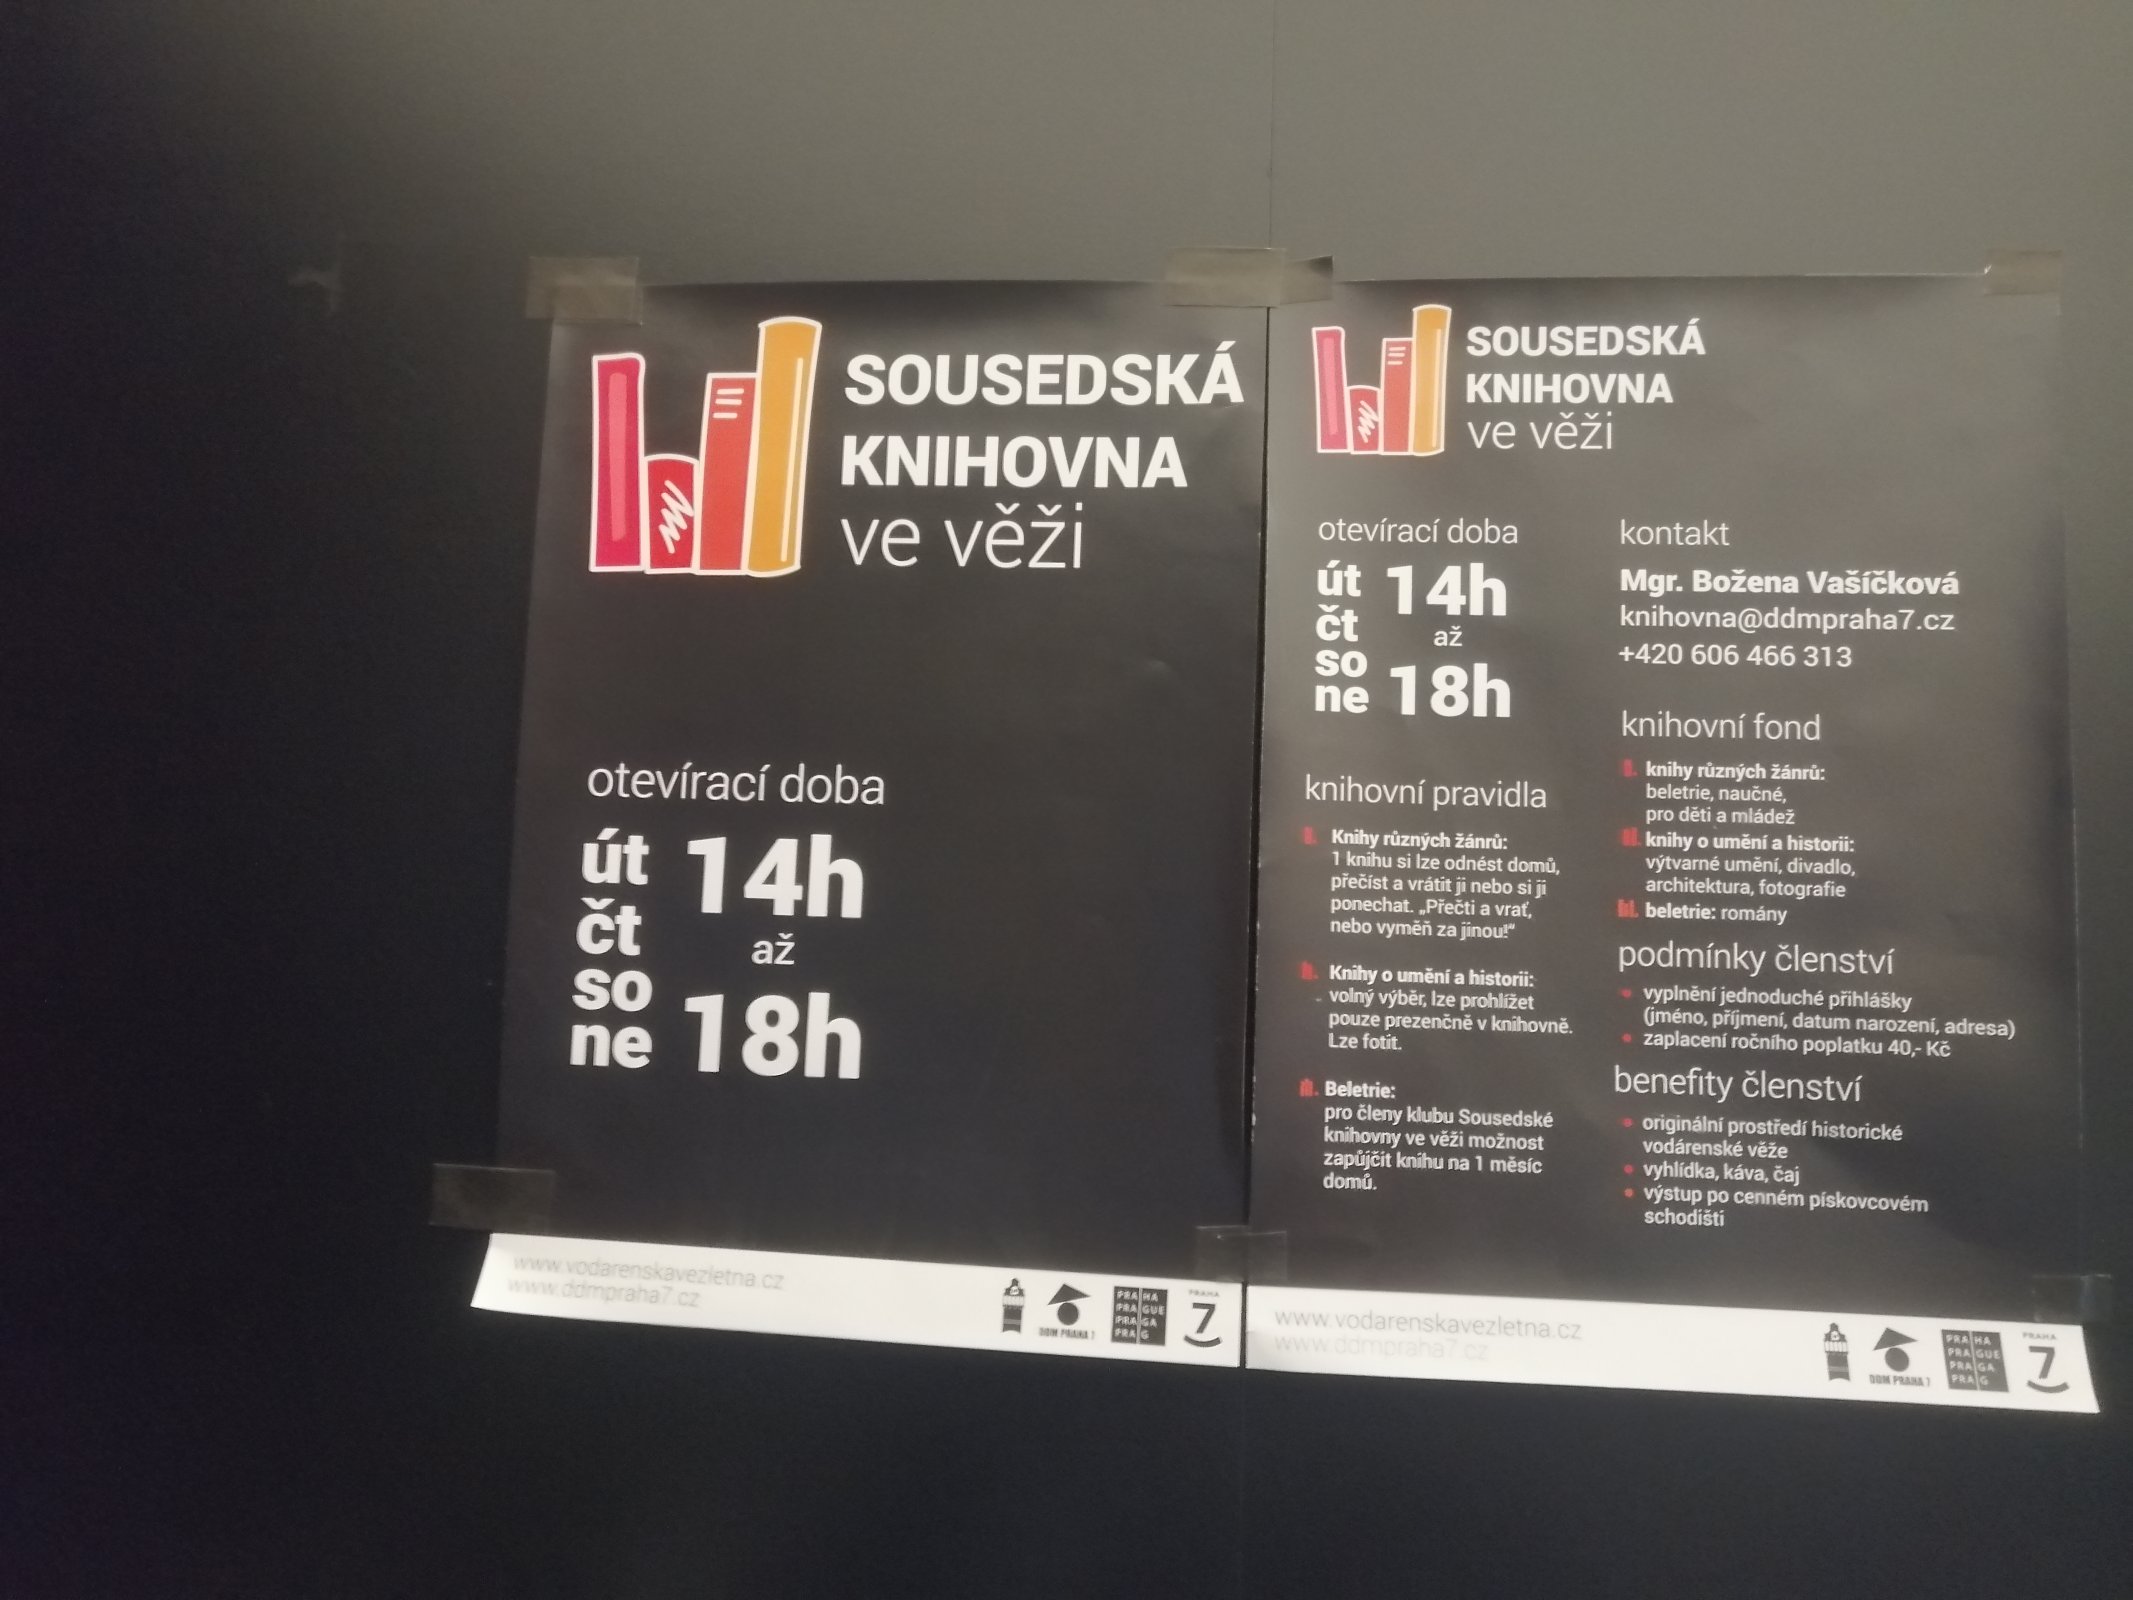 SOUSEDSKÁ
KNIHOVNA
ve věži
otevírací doba
út
čt
so
ne
14h
až
18h
www.vodarenskavezletna.cz
www.ddmpraha7.cz
DDM PRAHA 7
PRAHA
PRAGUE
PRAGA
PRAG
PRAHA
7
SOUSEDSKÁ
KNIHOVNA
ve věži
otevírací doba
út
čt
so
ne
14h
až
18h
knihovní pravidla
I. Knihy různých žánrů:
1 knihu si lze odnést domů,
přečíst a vrátit ji nebo si ji
ponechat. „Přečti a vrať,
nebo vyměň za jinou!“
II. Knihy o umění a historii:
volný výběr, lze prohlížet
pouze prezenčně v knihovně.
Lze fotit.
III. Beletrie:
pro členy klubu Sousedské
knihovny ve věži možnost
zapůjčit knihu na 1 měsíc
domů.
kontakt
Mgr. Božena Vašíčková
knihovna@ddmpraha7.cz
+420 606 466 313
knihovní fond
I. knihy různých žánrů:
beletrie, naučné,
pro děti a mládež
II. knihy o umění a historii:
výtvarné umění, divadlo,
architektura, fotografie
III. beletrie: romány
podmínky členství
• vyplnění jednoduché přihlášky
(jméno, příjmení, datum narození, adresa)
• zaplacení ročního poplatku 40,- Kč
benefity členství
• originální prostředí historické
vodárenské věže
• vyhlídka, káva, čaj
• výstup po cenném pískovcovém
schodišti
www.vodarenskavezletna.cz
www.ddmpraha7.cz
DDM PRAHA 7
PRAHA
PRAGUE
PRAGA
PRAG
PRAHA
7